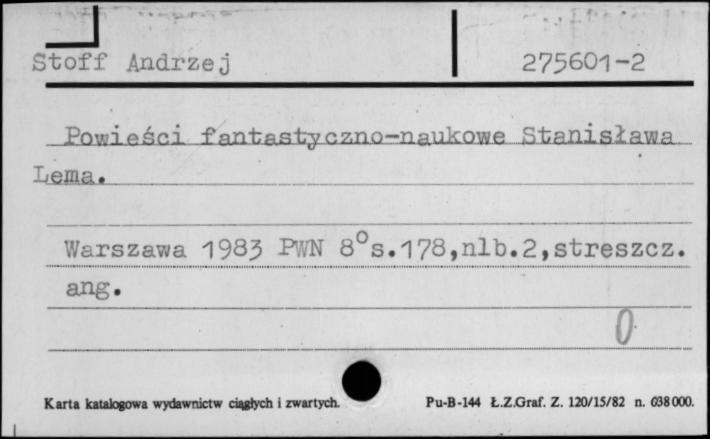 Stoff Andrzej 275601-2
Powieści fantastyczno-naukowe Stanisława
Lema.
Warszawa 1983 PWN 8°s.178,nlb.2,streszcz.
ang.
0
Karta katalogowa wydawnictw ciągłych i zwartych. Pu-B-144 Ł.Z.Graf. Z. 120/15/82 n. 638000.